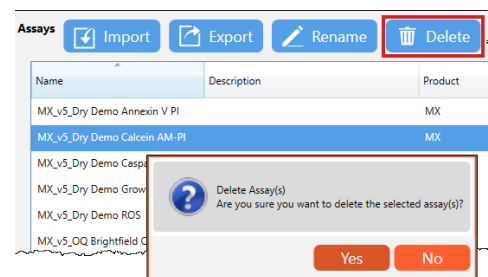 Assays
Import Export Rename Delete
Name Description Product
MX_v5_Dry Demo Annexin V PI MX
MX_v5_Dry Demo Calcein AM-PI MX
MX_v5_Dry Demo
MX_v5_Dry Demo
MX_v5_Dry Demo ROS
MX_v5_OQ Brightfield
Delete Assay(s)
Are you sure you want to delete the selected assay(s)?
Yes No